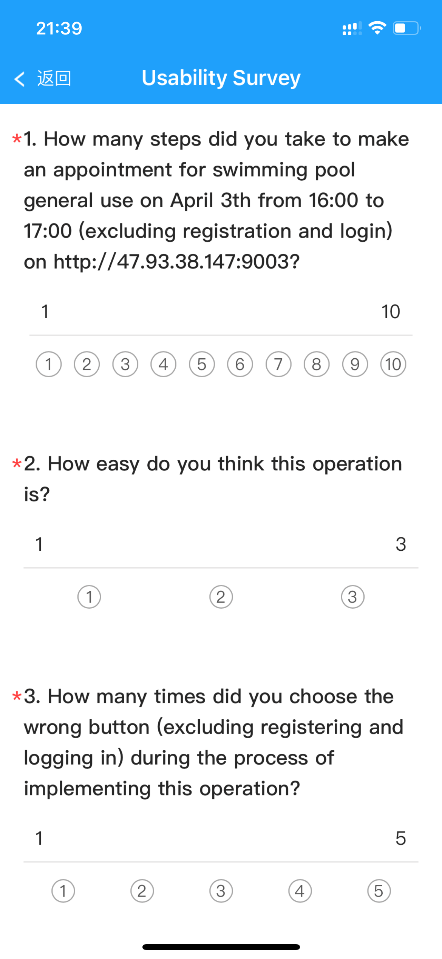 21:39
返回
Usability Survey
*1. How many steps did you take to make
an appointment for swimming pool
general use on April 3th from 16:00 to
17:00 (excluding registration and login)
on http://47.93.38.147:9003?
1 10
1 2 3 4 5 6 7 8 9 10
*2. How easy do you think this operation
is?
1 3
1 2 3
*3. How many times did you choose the
wrong button (excluding registering and
logging in) during the process of
implementing this operation?
1 5
1 2 3 4 5